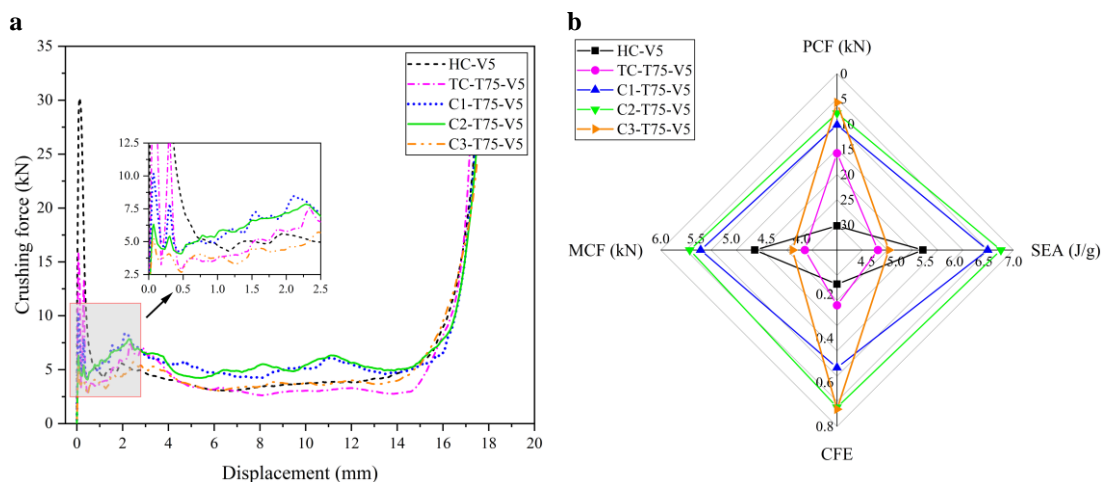 a
35
30
25
20
15
10
5
0
Crushing force (kN)
0
2
4
6
8
10
12
14
16
18
20
Displacement (mm)
HC-V5
TC-T75-V5
C1-T75-V5
C2-T75-V5
C3-T75-V5
12.5
10.0
7.5
5.0
2.5
0.0
0.5
1.0
1.5
2.0
2.5
b
HC-V5
TC-T75-V5
C1-T75-V5
C2-T75-V5
C3-T75-V5
PCF (kN)
0
5
10
15
20
30
MCF (kN)
6.0
5.5
5.0
4.5
4.0
4.5
5.0
5.5
6.0
6.5
7.0
SEA (J/g)
0.2
0.4
0.6
0.8
CFE